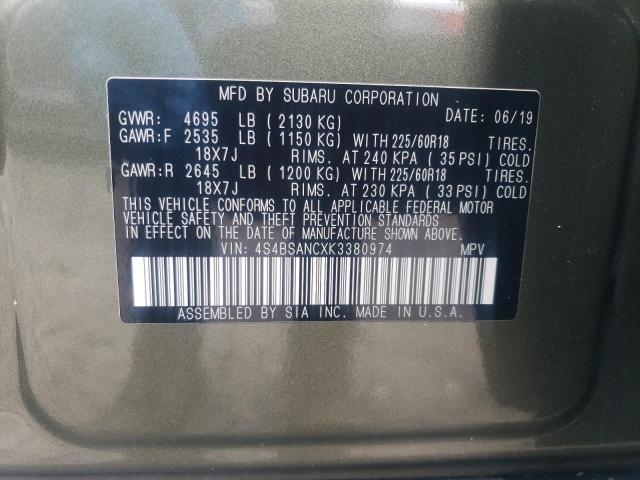 MFD BY SUBARU CORPORATION
GVWR: 4695 LB ( 2130 KG) DATE: 06/19
GAWR:F 2535 LB ( 1150 KG) WITH 225/60R18 TIRES.
18X7J RIMS. AT 240 KPA ( 35 PSI) COLD
GAWR:R 2645 LB ( 1200 KG) WITH 225/60R18 TIRES.
18X7J RIMS. AT 230 KPA ( 33 PSI) COLD
THIS VEHICLE CONFORMS TO ALL APPLICABLE FEDERAL MOTOR
VEHICLE SAFETY AND THEFT PREVENTION STANDARDS
IN EFFECT ON THE DATE OF MANUFACTURE SHOWN ABOVE.
VIN: 4S4BSANCXK3380974 MPV
ASSEMBLED BY SIA INC. MADE IN U.S.A.